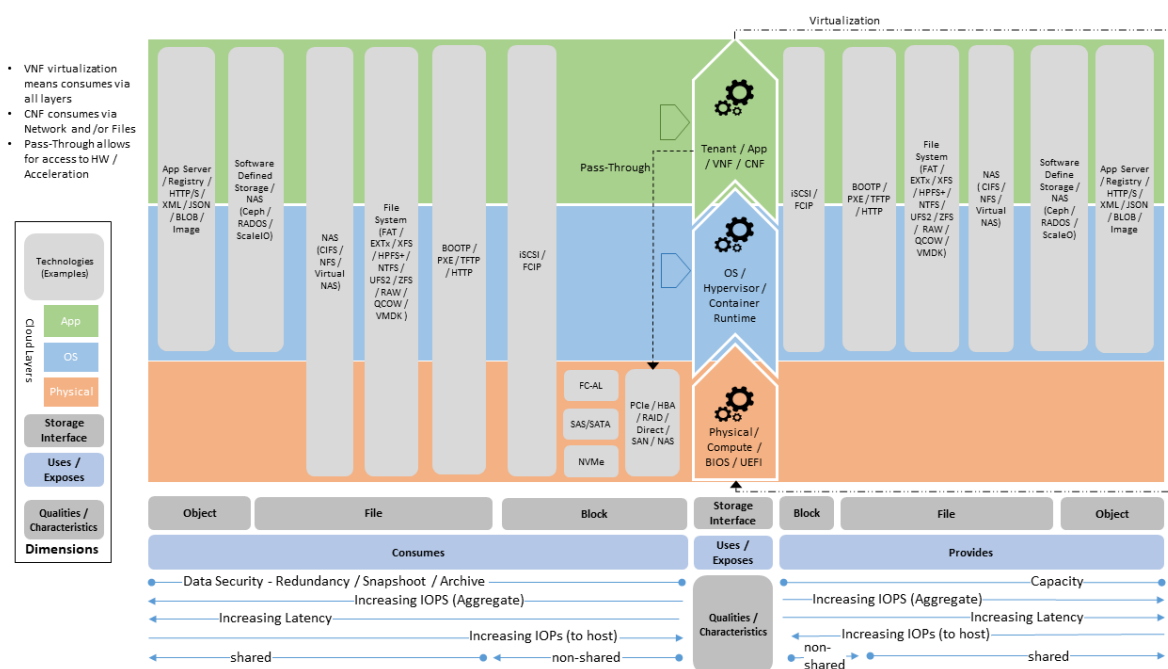 Virtualization
VNF virtualization
means consumes via
all layers
CNF consumes via
Network and /or Files
Pass-Through allows
for access to HW /
Acceleration
Technologies
(Examples)
Cloud Layers
App
OS
Physical
Storage
Interface
Uses /
Exposes
Qualities /
Characteristics
Dimensions
App Server
/ Registry /
HTTP/S /
XML / JSON
/ BLOB /
Image
Software
Defined
Storage /
NAS
(Ceph /
RADOS /
ScaleIO)
NAS
(CIFS /
NFS /
Virtual
NAS)
File
System
(FAT /
EXTx / XFS
/ HPFS+ /
NTFS /
UFS2 / ZFS
/ RAW /
QCOW /
VMDK )
BOOTP /
PXE / TFTP
/ HTTP
iSCSI /
FCIP
FC-AL
SAS/SATA
NVMe
Pass-Through
PCIe / HBA
/ RAID /
Direct /
SAN / NAS
Tenant / App
/ VNF / CNF
OS /
Hypervisor /
Container
Runtime
Physical /
Compute /
BIOS / UEFI
iSCSI /
FCIP
BOOTP /
PXE / TFTP
/ HTTP
File
System
(FAT
/ EXTx / XFS
/ HPFS+ /
NTFS /
UFS2 / ZFS
/ RAW /
QCOW /
VMDK)
NAS
( CIFS /
NFS /
Virtual
NAS)
Software
Define
Storage /
NAS
(Ceph /
RADOS /
ScaleIO)
App Server /
Registry /
HTTP/S /
XML / JSON
/ BLOB /
Image
Object
File
Block
Storage
Interface
Block
File
Object
Consumes
Uses /
Exposes
Provides
Data Security - Redundancy / Snapshoot / Archive
Increasing IOPS (Aggregate)
Increasing Latency
Increasing IOPs (to host)
shared
non-shared
Qualities /
Characteristics
Capacity
Increasing IOPS (Aggregate)
Increasing Latency
Increasing IOPs (to host)
non-
shared
shared